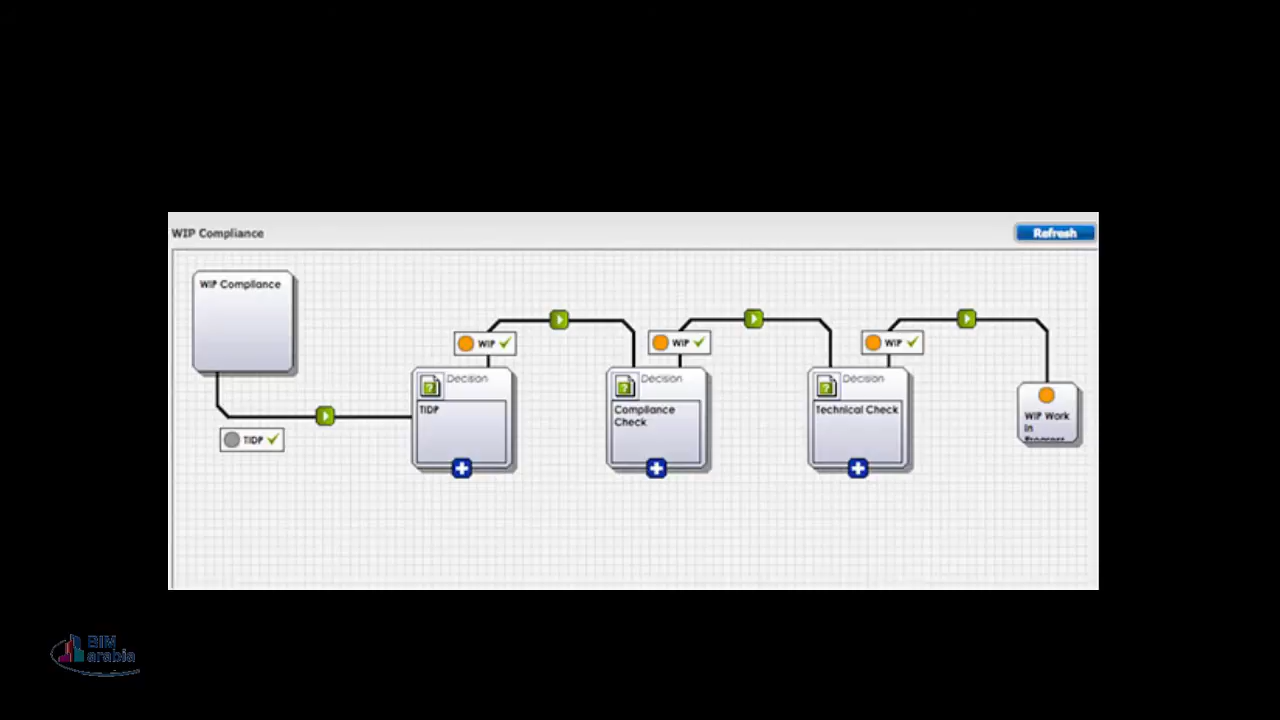 WIP Compliance
Refresh
WIP Compliance
TIDP
WIP
Decision
TIDP
WIP
Decision
Compliance
Check
WIP
Decision
Technical Check
WIP Work
In
Progress
BIM
arabia